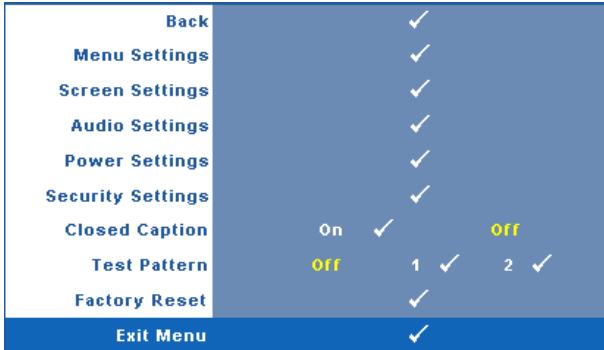 Back ✓
Menu Settings ✓
Screen Settings ✓
Audio Settings ✓
Power Settings ✓
Security Settings ✓
Closed Caption On ✓ Off
Test Pattern Off 1 ✓ 2 ✓
Factory Reset ✓
Exit Menu ✓